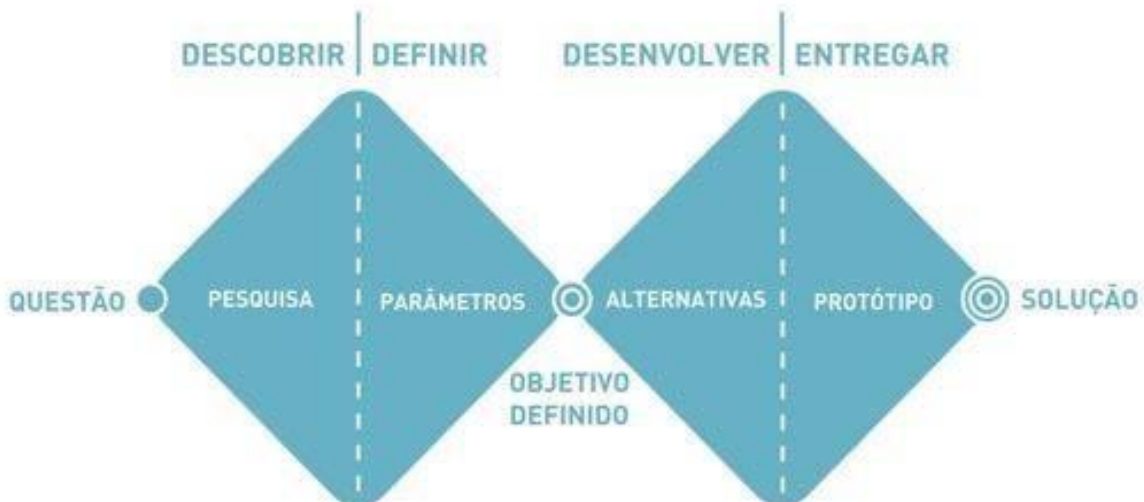 DESCOBRIR DEFINIR DESENVOLVER ENTREGAR
QUESTÃO PESQUISA PARÂMETROS ALTERNATIVAS PROTÓTIPO SOLUÇÃO
OBJETIVO
DEFINIDO